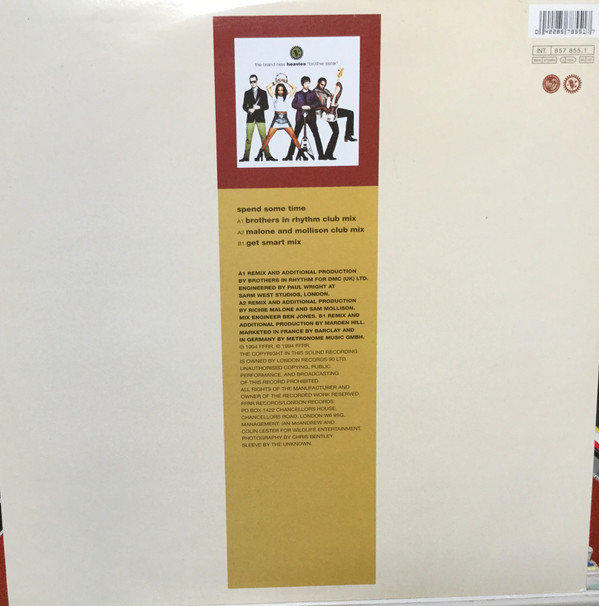 0 42285 78551 7
INT. 857 855.1
the brand new heavies "brother sister"
spend some time
A1 brothers in rhythm club mix
A2 malone and mollison club mix
B1 get smart mix
A1 REMIX AND ADDITIONAL PRODUCTION
BY BROTHERS IN RHYTHM FOR DMC (UK) LTD.
ENGINEERED BY PAUL WRIGHT AT
SARM WEST STUDIOS, LONDON.
A2 REMIX AND ADDITIONAL PRODUCTION
BY RICHIE MALONE AND SAM MOLLISON.
MIX ENGINEER BEN JONES. B1 REMIX AND
ADDITIONAL PRODUCTION BY MARDEN HILL.
MARKETED IN FRANCE BY BARCLAY AND
IN GERMANY BY METRONOME MUSIC GMBH.
℗ 1994 FFRR. © 1994 FFRR.
THE COPYRIGHT IN THIS SOUND RECORDING
IS OWNED BY LONDON RECORDS 90 LTD.
UNAUTHORISED COPYING, PUBLIC
PERFORMANCE, AND BROADCASTING
OF THIS RECORD PROHIBITED.
ALL RIGHTS OF THE MANUFACTURER AND
OWNER OF THE RECORDED WORK RESERVED.
FFRR RECORDS/LONDON RECORDS:
PO BOX 1422 CHANCELLORS HOUSE,
CHANCELLORS ROAD, LONDON W6 9SG.
MANAGEMENT: IAN McANDREW AND
COLIN LESTER FOR WILDLIFE ENTERTAINMENT.
PHOTOGRAPHY BY CHRIS BENTLEY.
SLEEVE BY THE UNKNOWN.